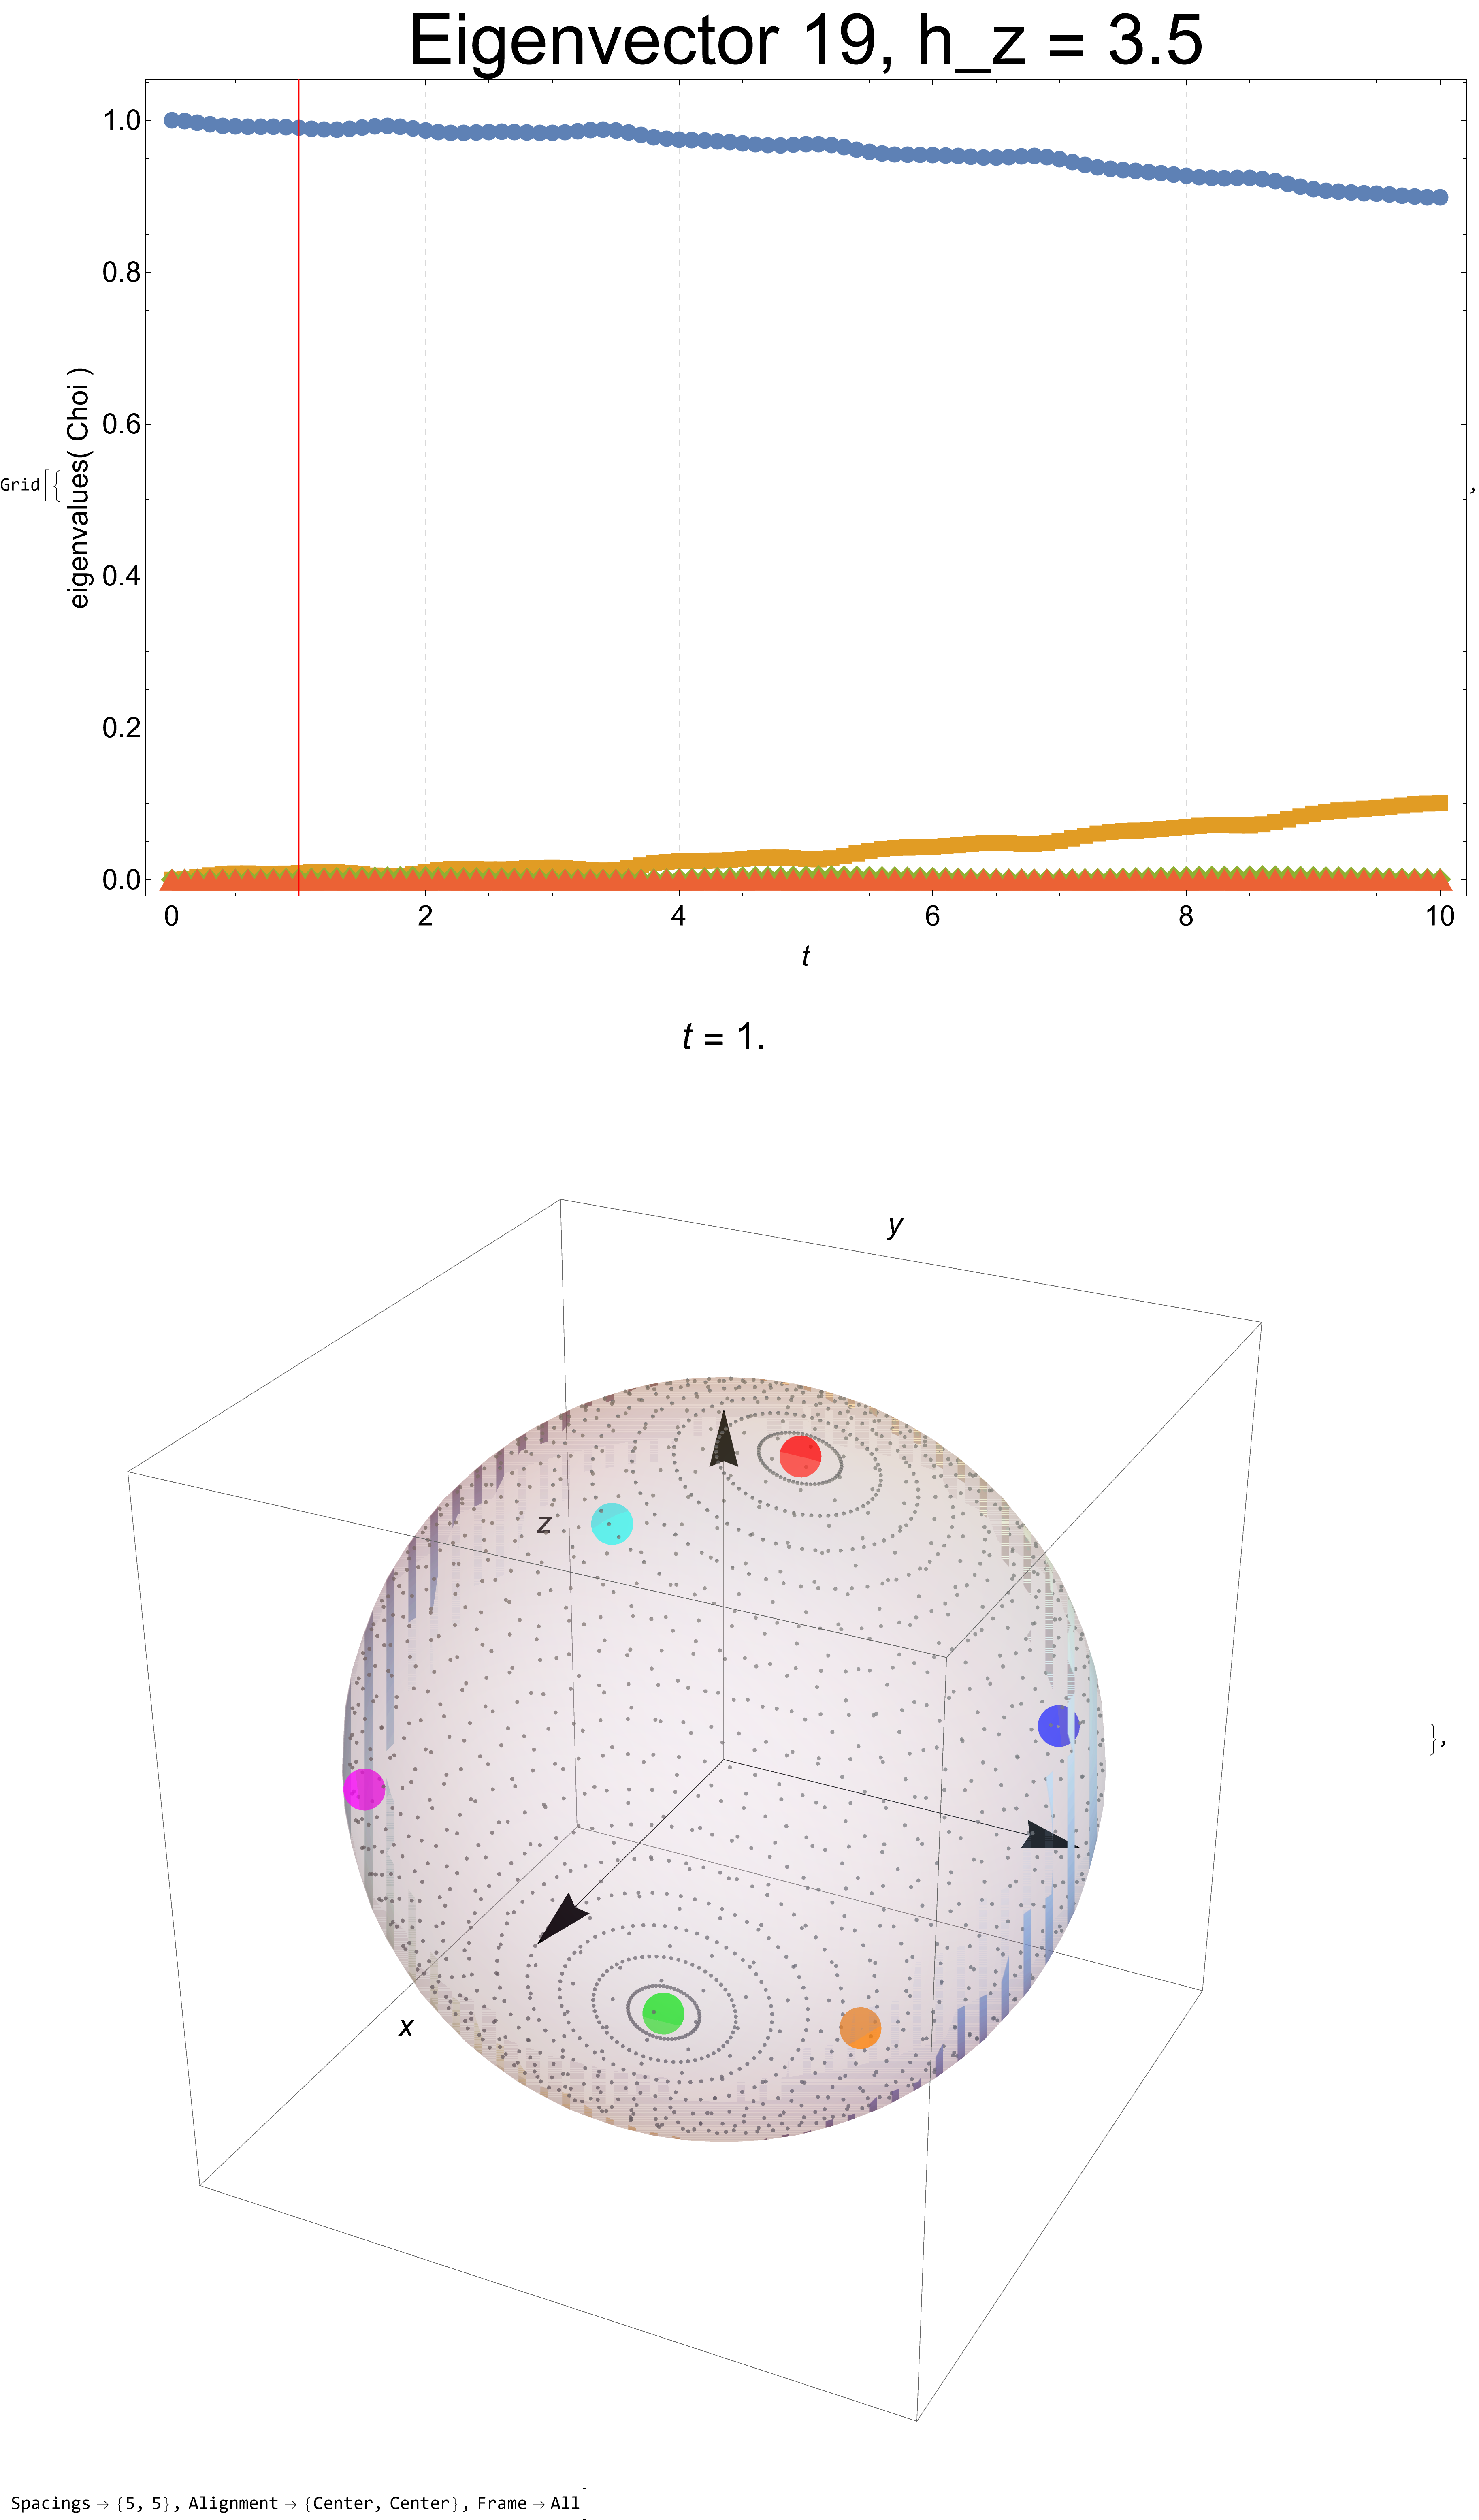 Eigenvector 19, h_z = 3.5
1.0
0.8
0.6
0.4
0.2
0.0
eigenvalues( Choi )
Grid[{
,
0 2 4 6 8 10
t
t = 1.
y
z
x
},
Spacings → {5, 5}, Alignment → {Center, Center}, Frame → All]